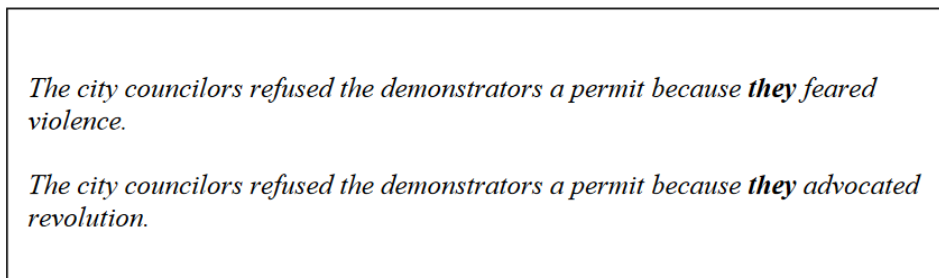 The city councilors refused the demonstrators a permit because they feared
violence.
The city councilors refused the demonstrators a permit because they advocated
revolution.